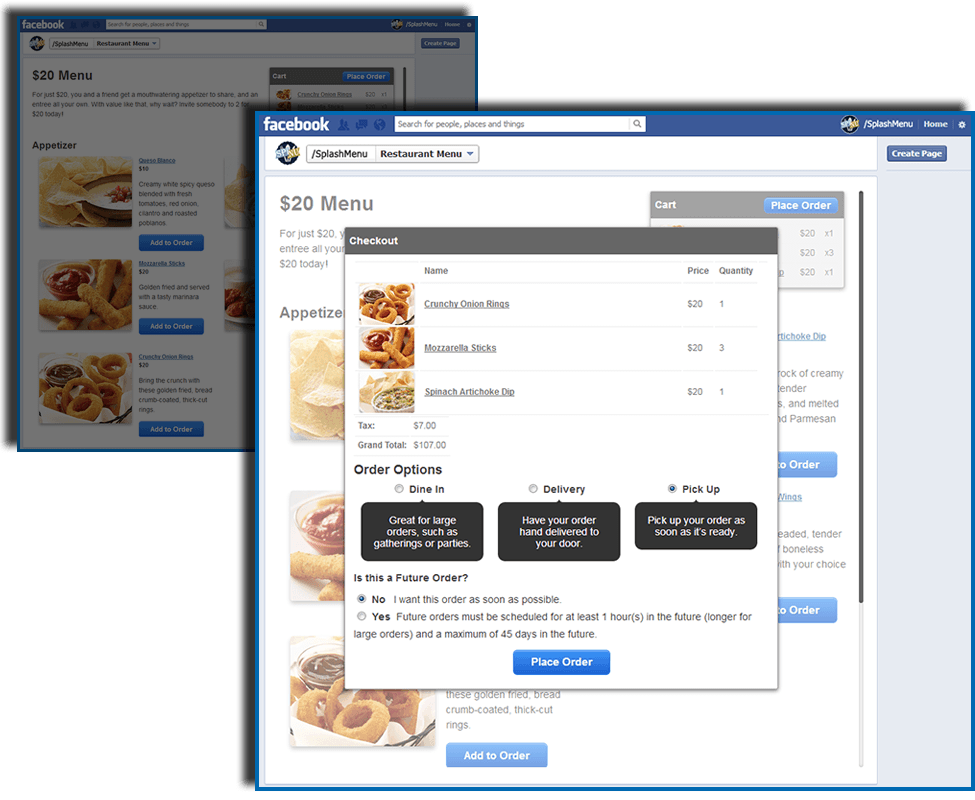 facebook
Search for people, places and things
/SplashMenu Home
/SplashMenu Restaurant Menu
Create Page
$20 Menu
For just $20, you and a friend get a mouthwatering appetizer to share, and an
entree all your own. With value like that, why wait? Invite somebody to 2 for
$20 today!
Cart Place Order
Crunchy Onion Rings $20 x1
Mozzarella Sticks
Appetizer
Queso Blanco
$10
Creamy white spicy queso
blended with fresh
tomatoes, red onion,
cilantro and roasted
poblanos.
Add to Order
Mozzarella Sticks
$20
Golden fried and served
with a tasty marinara
sauce.
Add to Order
Crunchy Onion Rings
$20
Bring the crunch with
these golden fried, bread
crumb-coated, thick-cut
rings.
Add to Order
facebook
Search for people, places and things
/SplashMenu Home
/SplashMenu Restaurant Menu
Create Page
$20 Menu
For just $20, y
entree all your
$20 today!
Cart Place Order
$20 x1
$20 x3
p $20 x1
Appetize
rtichoke Dip
rock of creamy
tender
s, and melted
nd Parmesan
to Order
Wings
eaded, tender
of boneless
ith your choice
to Order
Checkout
Name Price Quantity
Crunchy Onion Rings $20 1
Mozzarella Sticks $20 3
Spinach Artichoke Dip $20 1
Tax: $7.00
Grand Total: $107.00
Order Options
Dine In Delivery Pick Up
Great for large
orders, such as
gatherings or parties.
Have your order
hand delivered to
your door.
Pick up your order as
soon as it's ready.
Is this a Future Order?
No I want this order as soon as possible.
Yes Future orders must be scheduled for at least 1 hour(s) in the future (longer for
large orders) and a maximum of 45 days in the future.
Place Order
these golden fried, bread
crumb-coated, thick-cut
rings.
Add to Order